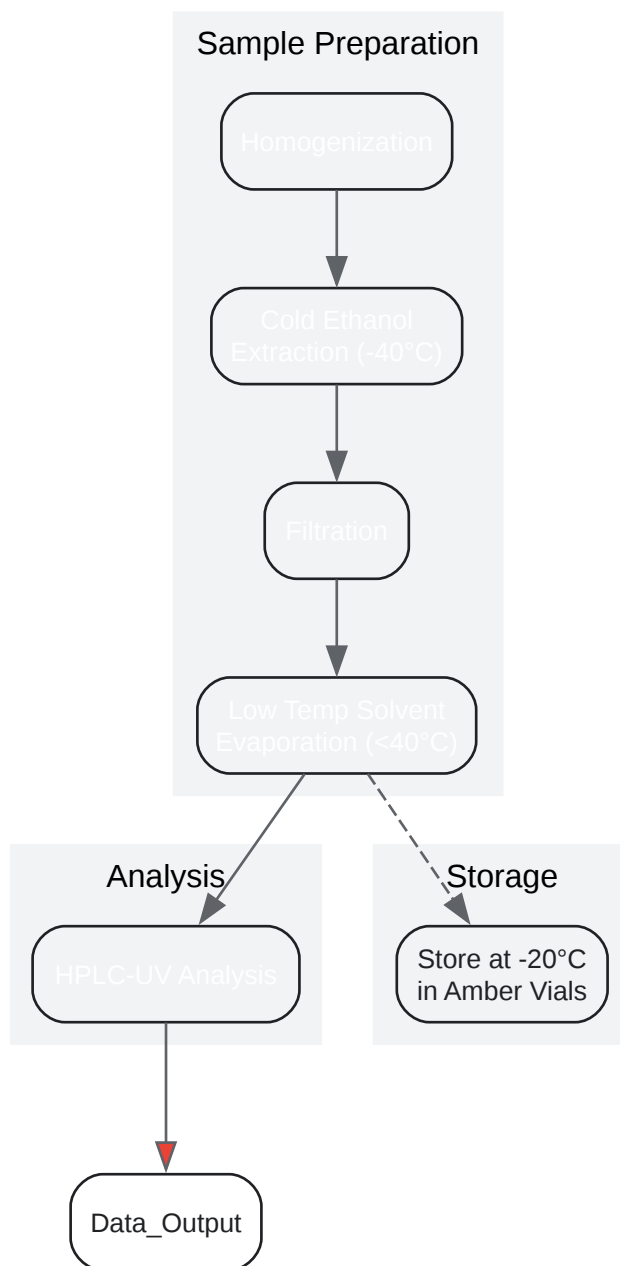 Sample Preparation
Homogenization
Cold Ethanol
Extraction (-40°C)
Filtration
Low Temp Solvent
Evaporation (<40°C)
Analysis
HPLC-UV Analysis
Storage
Store at -20°C
in Amber Vials
Data_Output